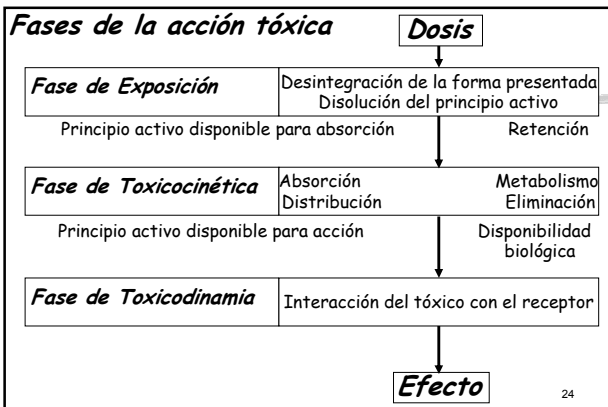 Fases de la acción tóxica
Dosis
Fase de Exposición
Desintegración de la forma presentada
Disolución del principio activo
Principio activo disponible para absorción
Retención
Fase de Toxicocinética
Absorción Metabolismo
Distribución Eliminación
Principio activo disponible para acción
Disponibilidad
biológica
Fase de Toxicodinamia
Interacción del tóxico con el receptor
Efecto
24